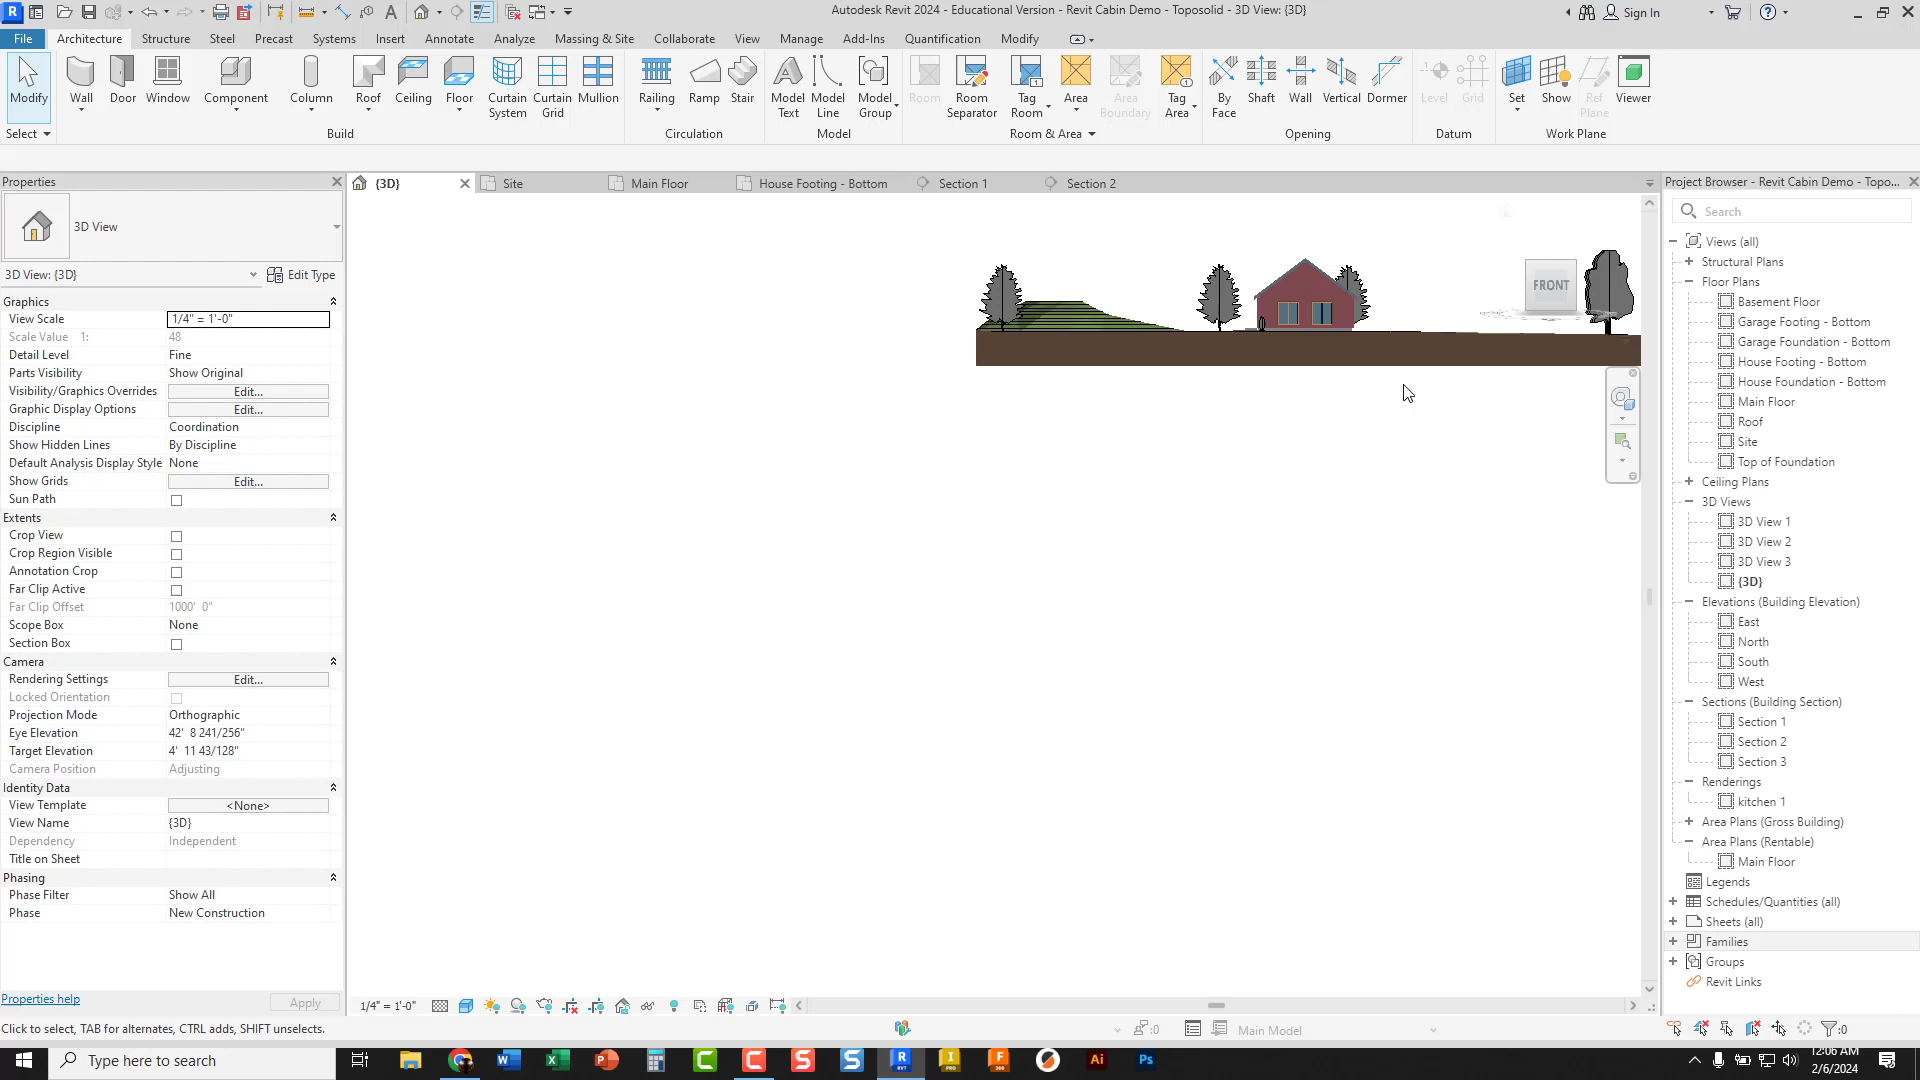 Autodesk Revit 2024 - Educational Version - Revit Cabin Demo - Toposolid - 3D View: {3D}
Sign In
File Architecture Structure Steel Precast Systems Insert Annotate Analyze Massing & Site Collaborate View Manage Add-Ins Quantification Modify
Modify Wall Door Window Component Column Roof Ceiling Floor Curtain System Curtain Grid Mullion Railing Ramp Stair Model Text Model Line Model Group Room Room Separator Tag Room Area Area Boundary Tag Area By Face Shaft Wall Vertical Dormer Level Grid Set Show Ref Plane Viewer
Select Build Circulation Model Room & Area Opening Datum Work Plane
Properties
3D View
3D View: {3D} Edit Type
Graphics
View Scale 1/4" = 1'-0"
Scale Value 1: 48
Detail Level Fine
Parts Visibility Show Original
Visibility/Graphics Overrides Edit...
Graphic Display Options Edit...
Discipline Coordination
Show Hidden Lines By Discipline
Default Analysis Display Style None
Show Grids Edit...
Sun Path
Extents
Crop View
Crop Region Visible
Annotation Crop
Far Clip Active
Far Clip Offset 1000' 0"
Scope Box None
Section Box
Camera
Rendering Settings Edit...
Locked Orientation
Projection Mode Orthographic
Eye Elevation 42' 8 241/256"
Target Elevation 4' 11 43/128"
Camera Position Adjusting
Identity Data
View Template <None>
View Name {3D}
Dependency Independent
Title on Sheet
Phasing
Phase Filter Show All
Phase New Construction
Properties help Apply
{3D} Site Main Floor House Footing - Bottom Section 1 Section 2
FRONT
1/4" = 1'-0"
Project Browser - Revit Cabin Demo - Topo...
Search
Views (all)
Structural Plans
Floor Plans
Basement Floor
Garage Footing - Bottom
Garage Foundation - Bottom
House Footing - Bottom
House Foundation - Bottom
Main Floor
Roof
Site
Top of Foundation
Ceiling Plans
3D Views
3D View 1
3D View 2
3D View 3
{3D}
Elevations (Building Elevation)
East
North
South
West
Sections (Building Section)
Section 1
Section 2
Section 3
Renderings
kitchen 1
Area Plans (Gross Building)
Area Plans (Rentable)
Main Floor
Legends
Schedules/Quantities (all)
Sheets (all)
Families
Groups
Revit Links
Click to select, TAB for alternates, CTRL adds, SHIFT unselects. :0 Main Model :0
Type here to search
12:06 AM
2/6/2024